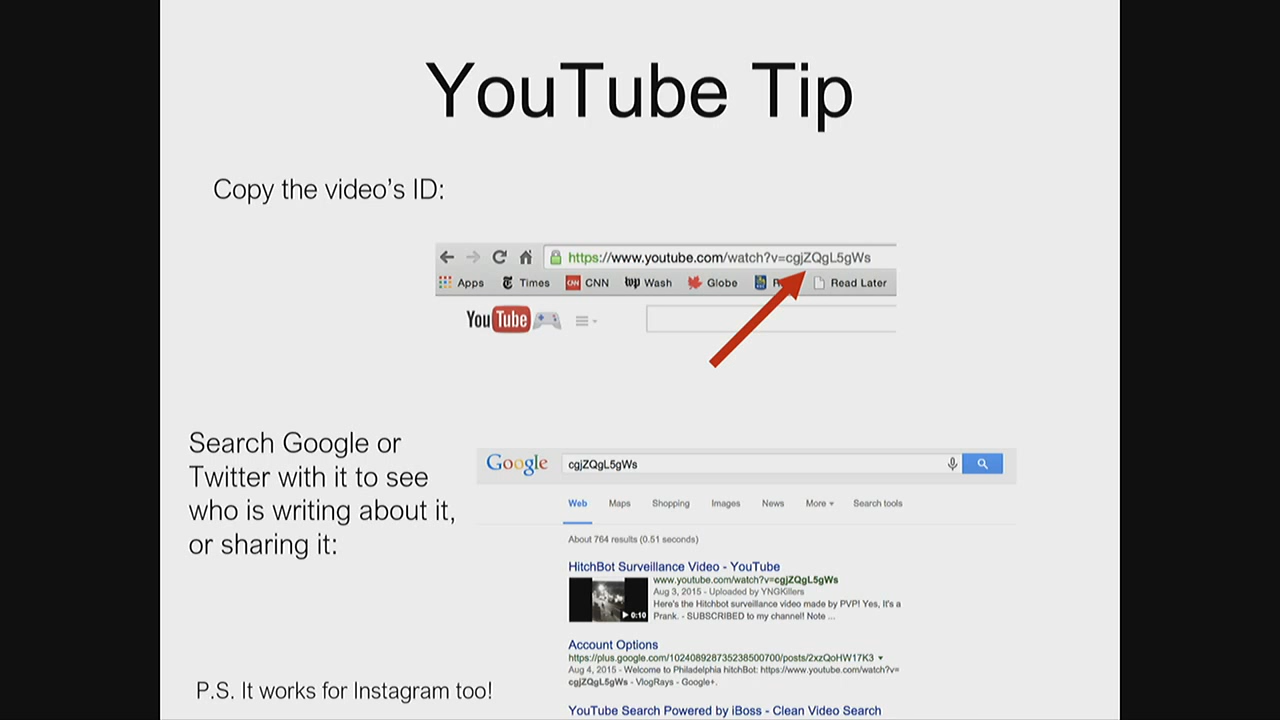 YouTube Tip
Copy the video's ID:
https://www.youtube.com/watch?v=cgjZQgL5gWs
Apps Times CNN CNN wp Wash Globe Read Later
YouTube
Search Google or
Twitter with it to see
who is writing about it,
or sharing it:
Google cgjZQgL5gWs
Web Maps Shopping Images News More Search tools
About 764 results (0.51 seconds)
HitchBot Surveillance Video - YouTube
www.youtube.com/watch?v=cgjZQgL5gWs
Aug 3, 2015 - Uploaded by YNGKillers
Here's the Hitchbot surveillance video made by PVP! Yes, It's a
0:10
Prank. - SUBSCRIBED to my channel! Note ...
Account Options
https://plus.google.com/102408928735238500700/posts/2xzQoHW17K3
Aug 4, 2015 - Welcome to Philadelphia hitchBot: https://www.youtube.com/watch?v=
cgjZQgL5gWs - VlogRays - Google+.
P.S. It works for Instagram too!
YouTube Search Powered by iBoss - Clean Video Search